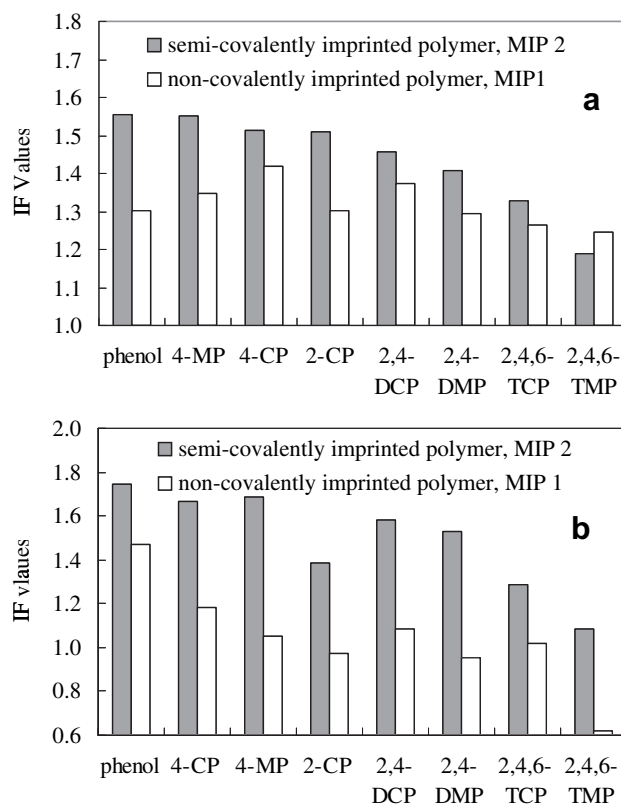 1.8
semi-covalently imprinted polymer, MIP 2
1.7
non-covalently imprinted polymer, MIP1
1.6
a
1.5
IF Values
1.4
1.3
1.2
1.1
1.0
phenol 4-MP 4-CP 2-CP 2,4- 2,4- 2,4,6- 2,4,6-
DCP DMP TCP TMP
2.0
semi-covalently imprinted polymer, MIP 2
1.8
non-covalently imprinted polymer, MIP 1
1.6
b
1.4
IF vlaues
1.2
1.0
0.8
0.6
phenol 4-CP 4-MP 2-CP 2,4- 2,4- 2,4,6- 2,4,6-
DCP DMP TCP TMP